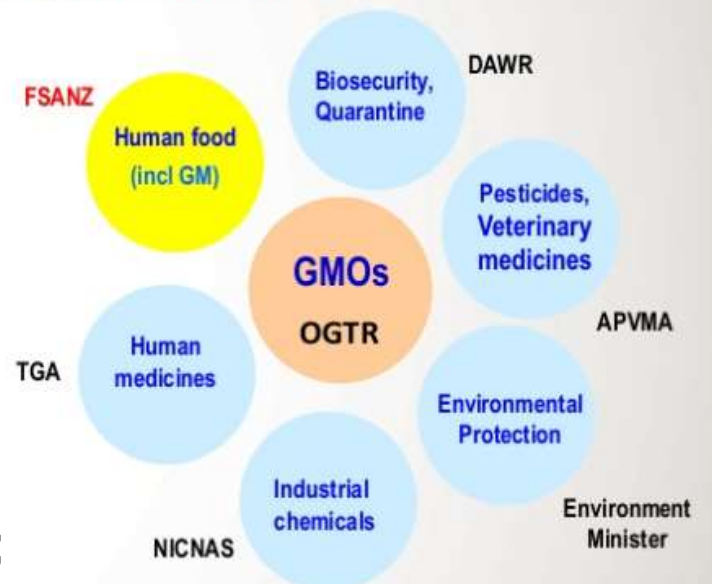 FSANZ
Human food
(incl GM)
Biosecurity,
Quarantine
DAWR
Pesticides,
Veterinary
medicines
APVMA
GMOs
OGTR
TGA
Human
medicines
Environmental
Protection
Environment
Minister
Industrial
chemicals
NICNAS